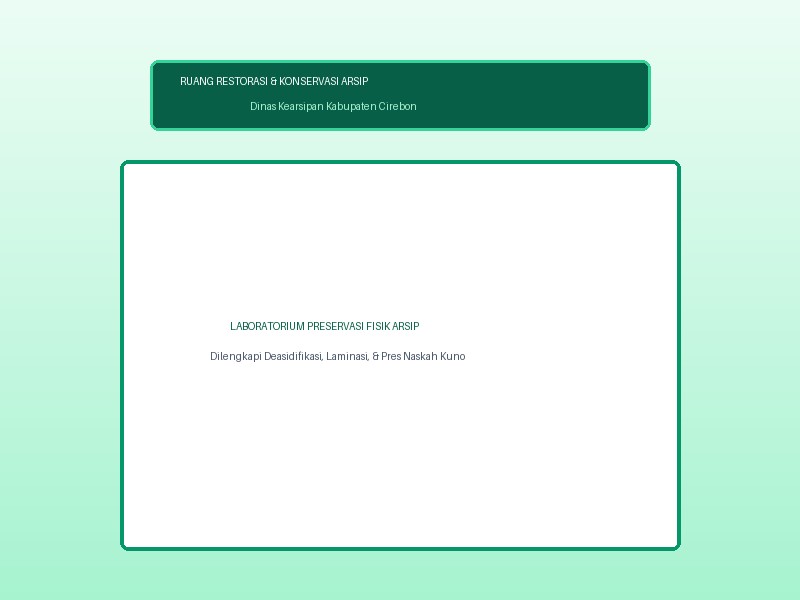 RUANG RESTORASI & KONSERVASI ARSIP
Dinas Kearsipan Kabupaten Cirebon
LABORATORIUM PRESERVASI FISIK ARSIP
Dilengkapi Deasidifikasi, Laminasi, & Pres Naskah Kuno